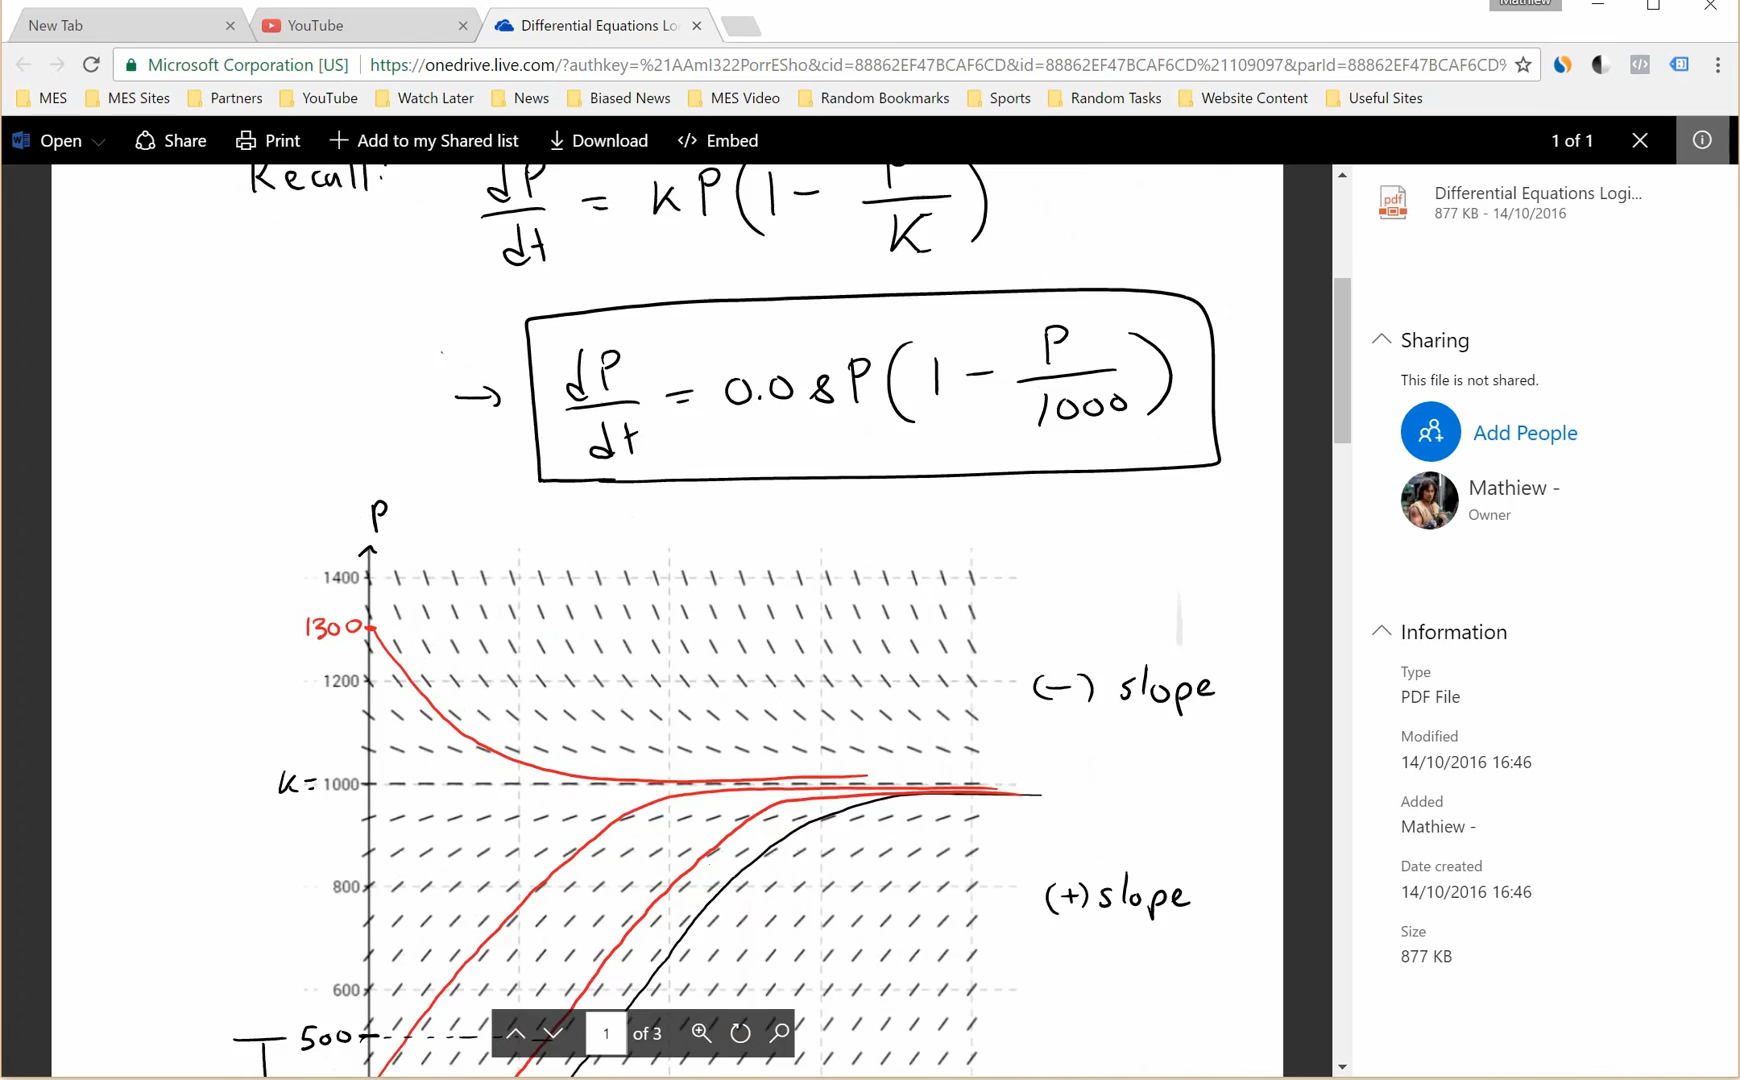 Mathiew
New Tab
YouTube
Differential Equations Lo
Microsoft Corporation [US]
https://onedrive.live.com/?authkey=%21AAmI322PorrESho&cid=88862EF47BCAF6CD&id=88862EF47BCAF6CD%21109097&parId=88862EF47BCAF6CD%
MES
MES Sites
Partners
YouTube
Watch Later
News
Biased News
MES Video
Random Bookmarks
Sports
Random Tasks
Website Content
Useful Sites
Open
Share
Print
Add to my Shared list
Download
</> Embed
1 of 1
Recall:
dP/dt = kP(1 - P/K)
→ dP/dt = 0.08P(1 - P/1000)
P
1400
1300
1200
(-) slope
K = 1000
800
(+) slope
600
500
1 of 3
pdf
Differential Equations Logi...
877 KB - 14/10/2016
Sharing
This file is not shared.
Add People
Mathiew -
Owner
Information
Type
PDF File
Modified
14/10/2016 16:46
Added
Mathiew -
Date created
14/10/2016 16:46
Size
877 KB